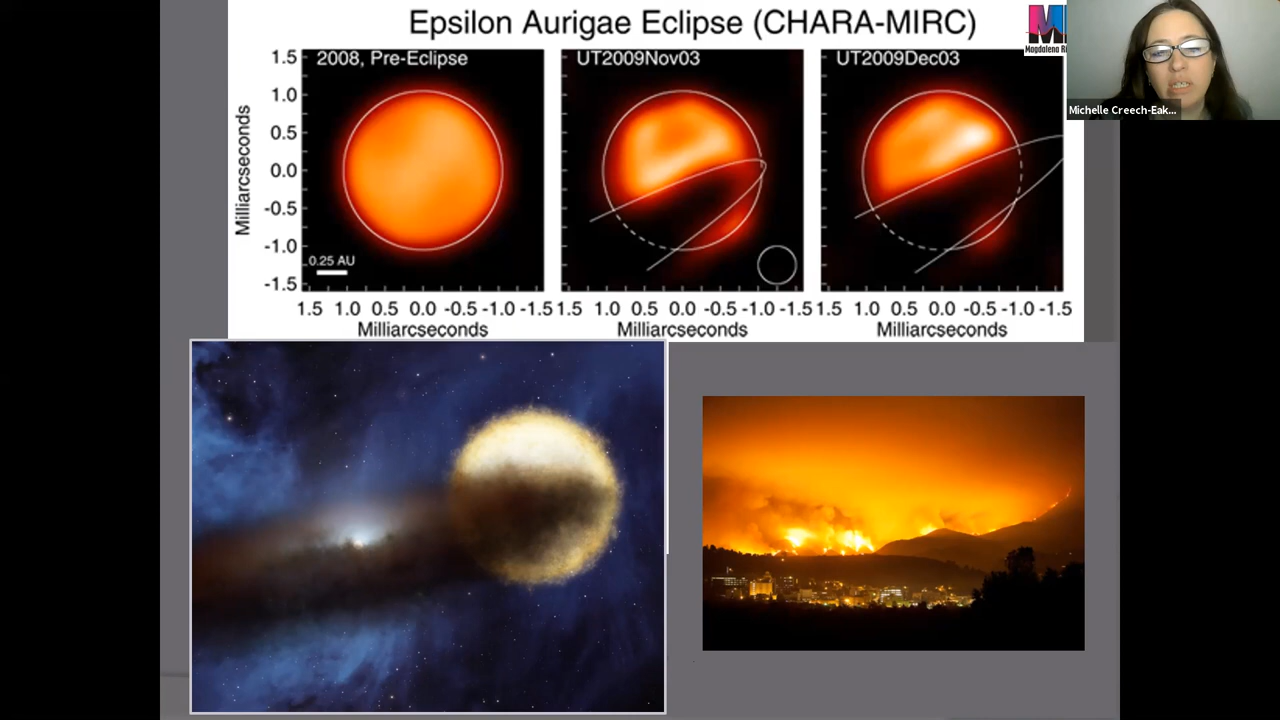 Epsilon Aurigae Eclipse (CHARA-MIRC)
Magdalena
Michelle Creech-Eak...
2008, Pre-Eclipse
UT2009Nov03
UT2009Dec03
Milliarcseconds
1.5
1.0
0.5
0.0
-0.5
-1.0
-1.5
0.25 AU
1.5 1.0 0.5 0.0 -0.5 -1.0 -1.5
1.5 1.0 0.5 0.0 -0.5 -1.0 -1.5
1.5 1.0 0.5 0.0 -0.5 -1.0 -1.5
Milliarcseconds
Milliarcseconds
Milliarcseconds